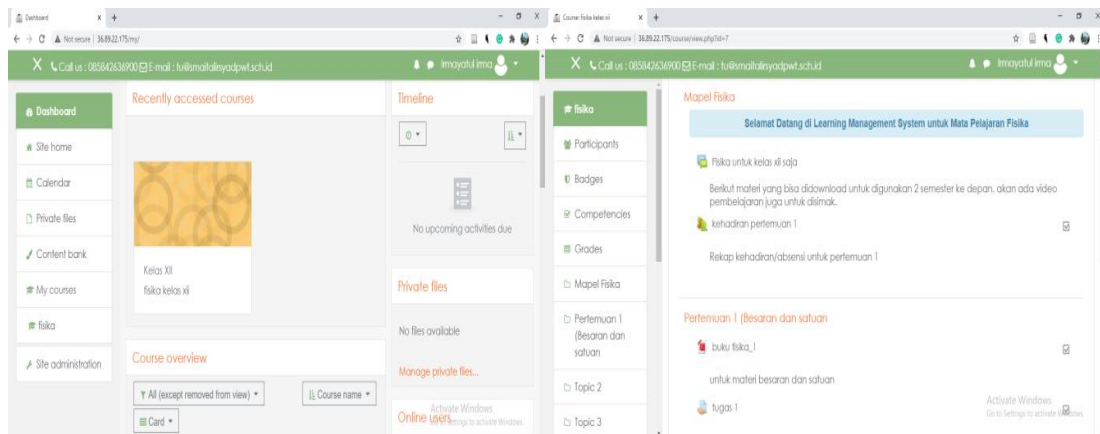 Dashboard
Not secure | 36.89.22.175/my/
Call us : 085842636900 E-mail : tu@smaitalirsyadpwt.sch.id
Imayatul irma
Dashboard
Site home
Calendar
Private files
Content bank
My courses
fisika
Site administration
Recently accessed courses
Kelas XII
fisika kelas xii
Course overview
All (except removed from view)
Course name
Card
Timeline
No upcoming activities due
Private files
No files available
Manage private files...
Online users
Activate Windows
Go to Settings to activate Windows.
Course: fisika kelas xii
Not secure | 36.89.22.175/course/view.php?id=7
Call us : 085842636900 E-mail : tu@smaitalirsyadpwt.sch.id
Imayatul irma
fisika
Participants
Badges
Competencies
Grades
Mapel Fisika
Pertemuan 1
(Besaran dan
satuan
Topic 2
Topic 3
Mapel Fisika
Selamat Datang di Learning Management System untuk Mata Pelajaran Fisika
Fisika untuk kelas xii saja
Berikut materi yang bisa didownload untuk digunakan 2 semester ke depan. akan ada video
pembelajaran juga untuk disimak.
kehadiran pertemuan 1
Rekap kehadiran/absensi untuk pertemuan 1
Pertemuan 1 (Besaran dan satuan
buku fisika_1
untuk materi besaran dan satuan
tugas 1
Activate Windows
Go to Settings to activate Windows.